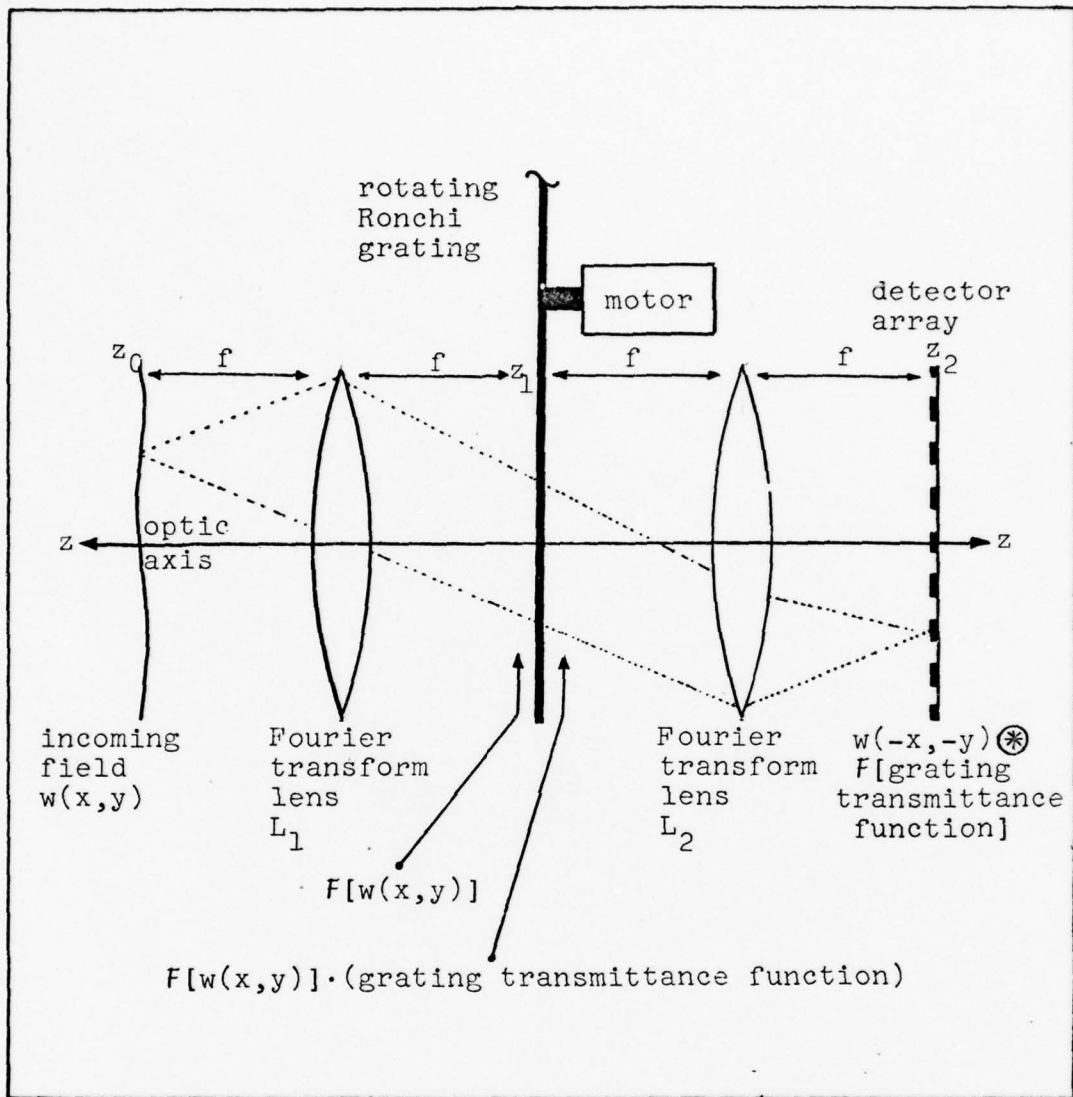 rotating
Ronchi
grating
motor
detector
array
z₀
f
f
z₁
f
f
z₂
z
optic
axis
z
incoming
field
w(x,y)
Fourier
transform
lens
L₁
Fourier
transform
lens
L₂
w(-x,-y)⊛
F[grating
transmittance
function]
F[w(x,y)]
F[w(x,y)]·(grating transmittance function)